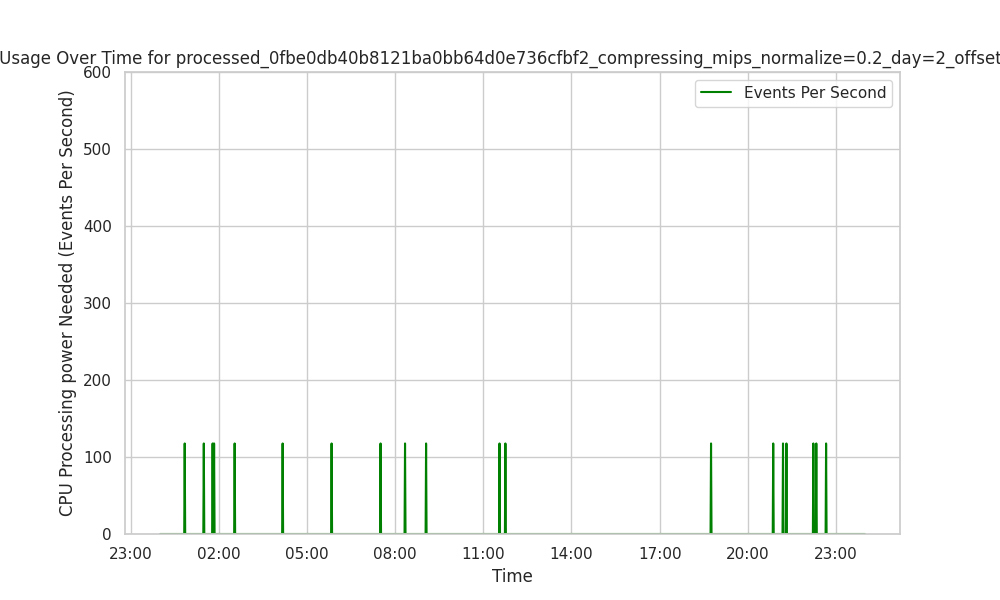 Usage Over Time for processed_0fbe0db40b8121ba0bb64d0e736cfbf2_compressing_mips_normalize=0.2_day=2_offset
Events Per Second
CPU Processing power Needed (Events Per Second)
600
500
400
300
200
100
0
23:00 02:00 05:00 08:00 11:00 14:00 17:00 20:00 23:00
Time